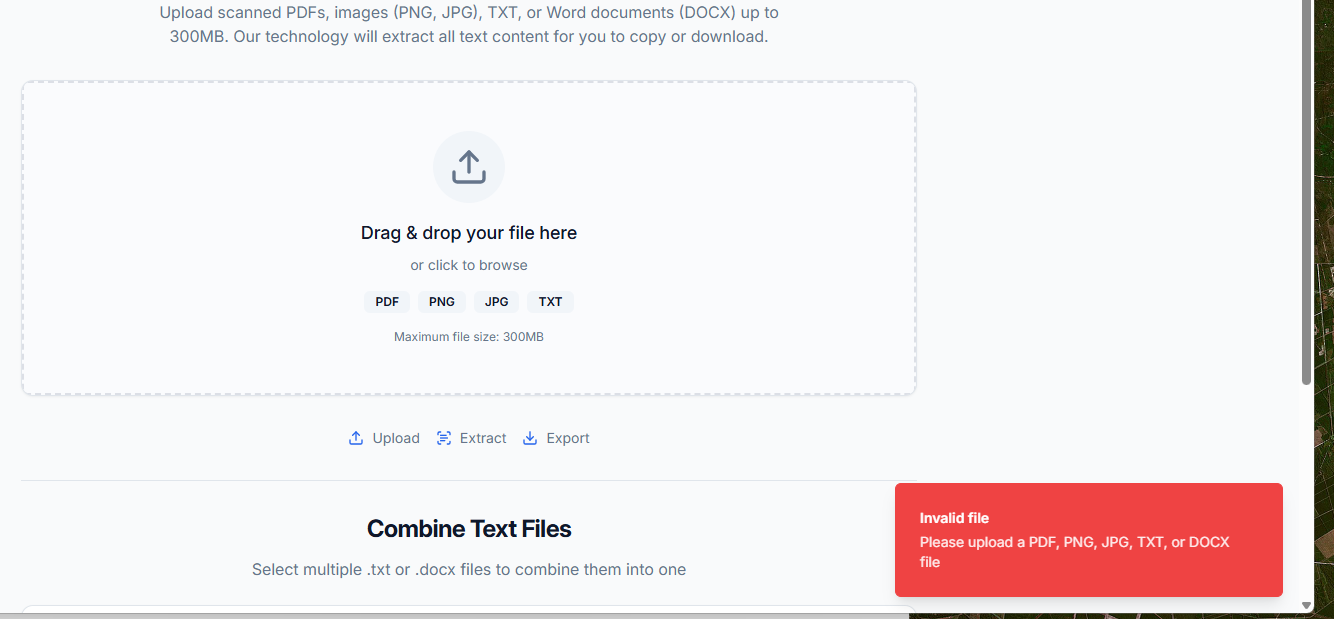 Upload scanned PDFs, images (PNG, JPG), TXT, or Word documents (DOCX) up to
300MB. Our technology will extract all text content for you to copy or download.
Drag & drop your file here
or click to browse
PDF PNG JPG TXT
Maximum file size: 300MB
Upload Extract Export
Combine Text Files
Select multiple .txt or .docx files to combine them into one
Invalid file
Please upload a PDF, PNG, JPG, TXT, or DOCX
file